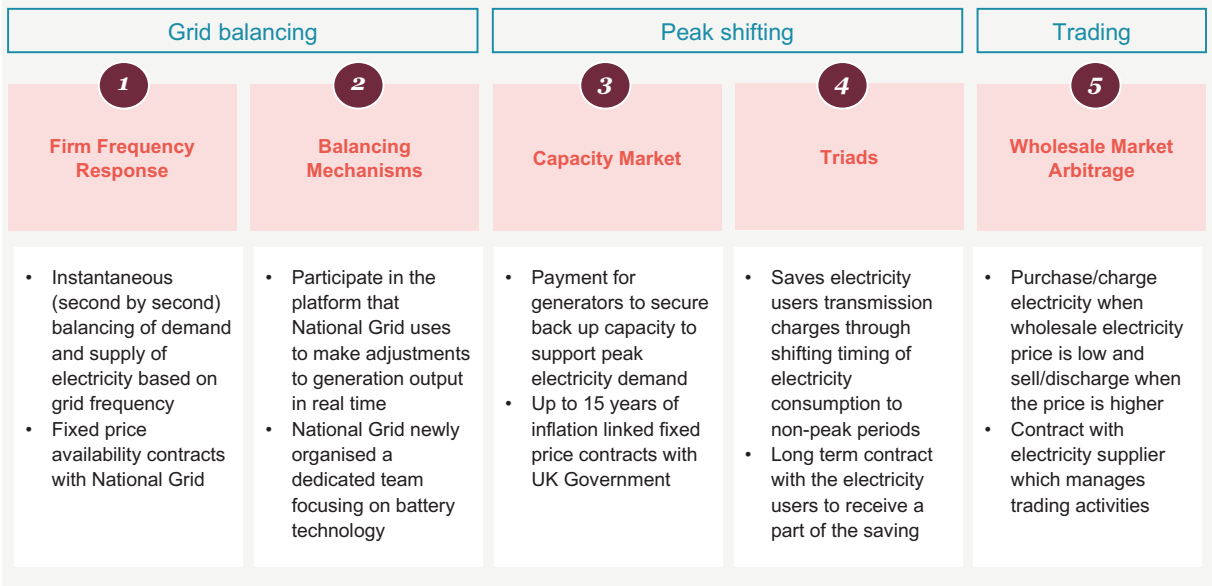 Grid balancing
Peak shifting
Trading
1
2
3
4
5
Firm Frequency
Response
Balancing
Mechanisms
Capacity Market
Triads
Wholesale Market
Arbitrage
• Instantaneous
(second by second)
balancing of demand
and supply of
electricity based on
grid frequency
• Fixed price
availability contracts
with National Grid
• Participate in the
platform that
National Grid uses
to make adjustments
to generation output
in real time
• National Grid newly
organised a
dedicated team
focusing on battery
technology
• Payment for
generators to secure
back up capacity to
support peak
electricity demand
• Up to 15 years of
inflation linked fixed
price contracts with
UK Government
• Saves electricity
users transmission
charges through
shifting timing of
electricity
consumption to
non-peak periods
• Long term contract
with the electricity
users to receive a
part of the saving
• Purchase/charge
electricity when
wholesale electricity
price is low and
sell/discharge when
the price is higher
• Contract with
electricity supplier
which manages
trading activities